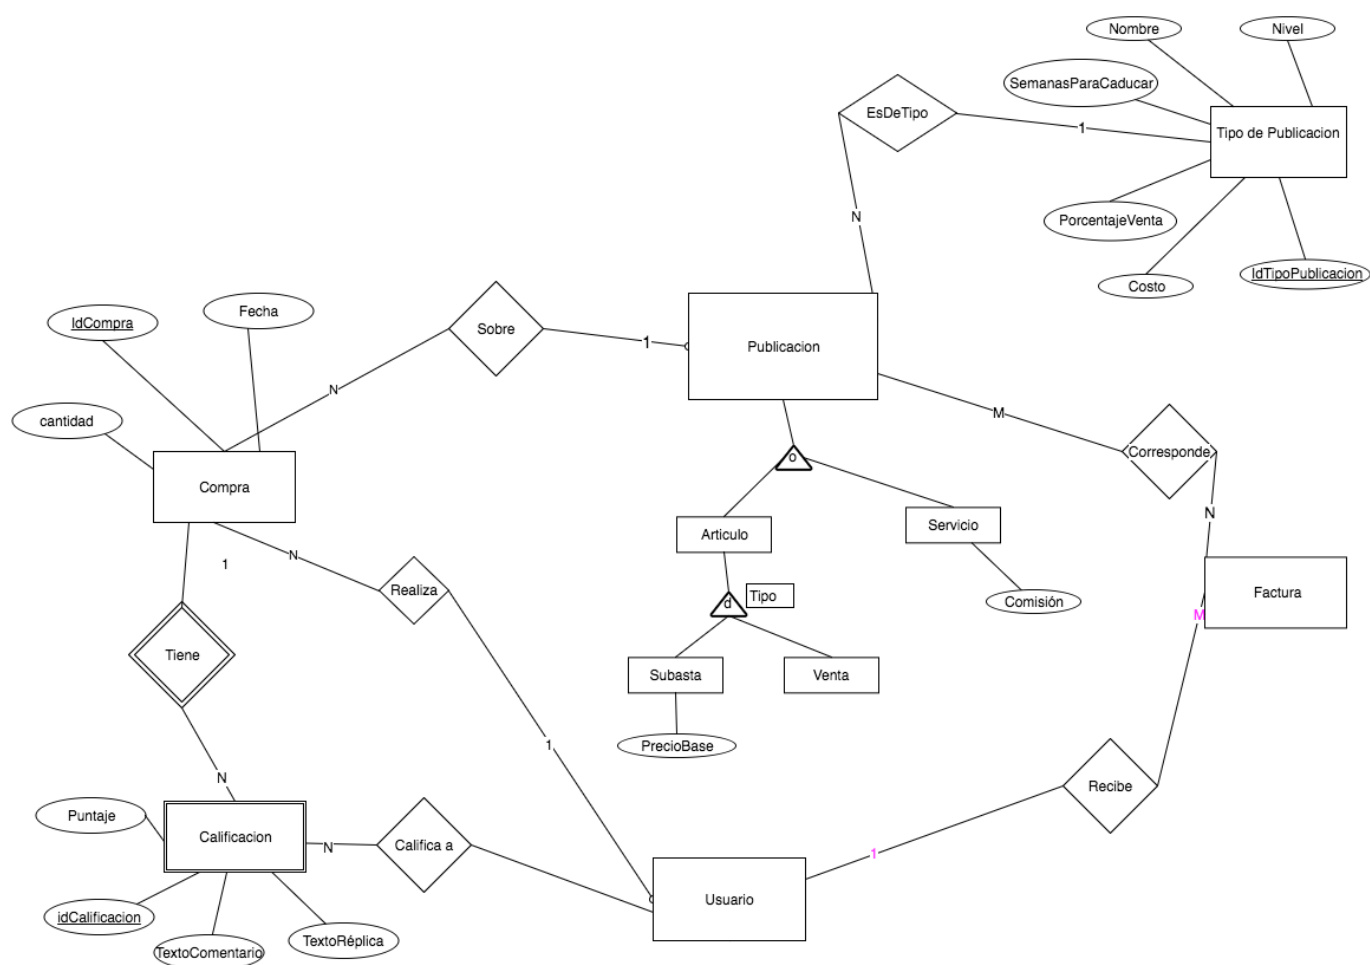 Nombre
Nivel
SemanasParaCaducar
EsDeTipo
1
Tipo de Publicacion
N
PorcentajeVenta
IdTipoPublicacion
Costo
IdCompra
Fecha
Sobre
1
Publicacion
N
cantidad
M
Corresponde
o
Compra
N
Articulo
Servicio
N
1
Realiza
Tipo
d
Comisión
Factura
M
Tiene
Subasta
Venta
1
PrecioBase
N
Recibe
Puntaje
Calificacion
N
Califica a
1
Usuario
idCalificacion
TextoComentario
TextoRéplica